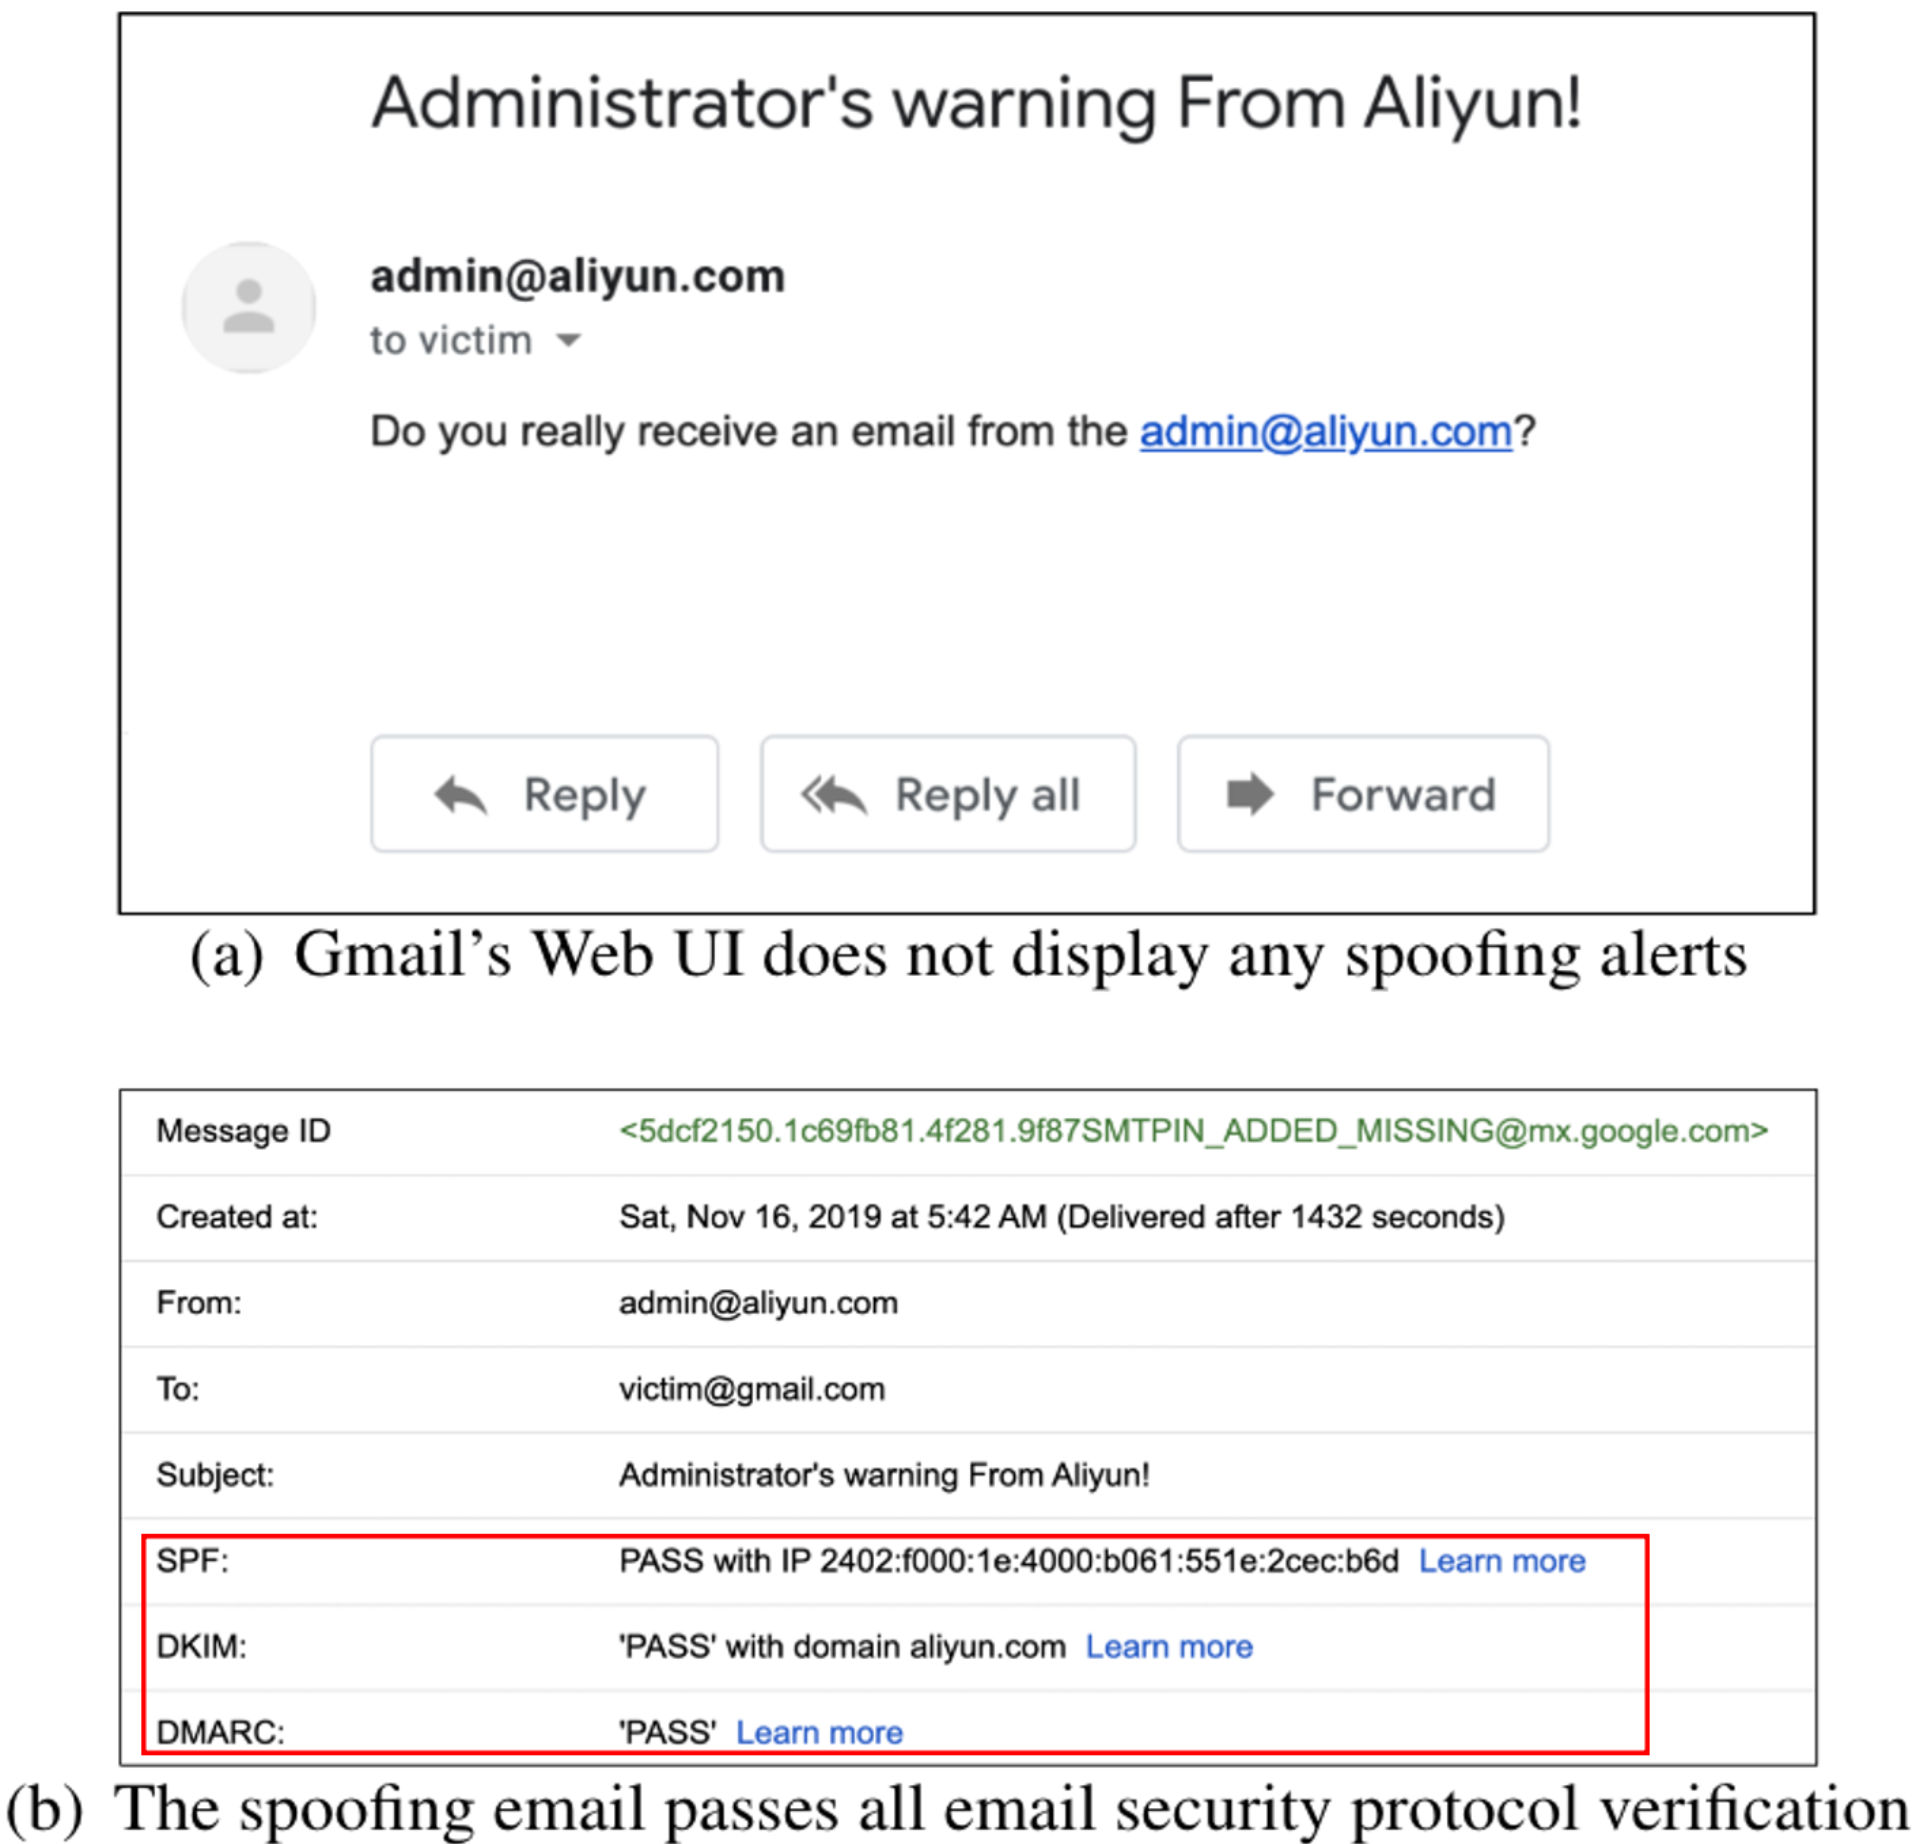 Administrator's warning From Aliyun!
admin@aliyun.com
to victim
Do you really receive an email from the admin@aliyun.com?
Reply
Reply all
Forward
(a) Gmail’s Web UI does not display any spoofing alerts
Message ID <5dcf2150.1c69fb81.4f281.9f87SMTPIN_ADDED_MISSING@mx.google.com>
Created at: Sat, Nov 16, 2019 at 5:42 AM (Delivered after 1432 seconds)
From: admin@aliyun.com
To: victim@gmail.com
Subject: Administrator's warning From Aliyun!
SPF: PASS with IP 2402:f000:1e:4000:b061:551e:2cec:b6d Learn more
DKIM: 'PASS' with domain aliyun.com Learn more
DMARC: 'PASS' Learn more
(b) The spoofing email passes all email security protocol verification